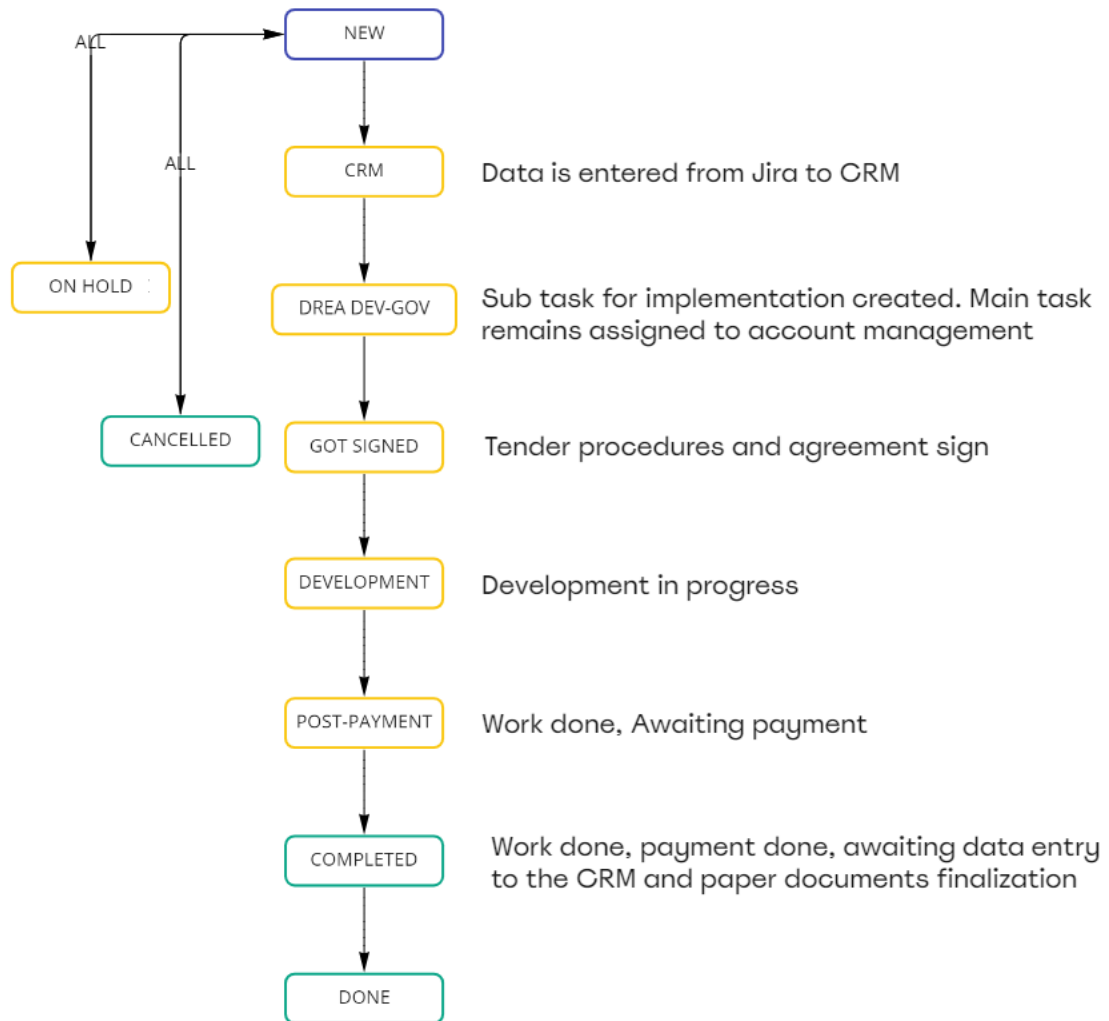 NEW
ALL
ALL
CRM
Data is entered from Jira to CRM
ON HOLD
DREA DEV-GOV
Sub task for implementation created. Main task
remains assigned to account management
CANCELLED
GOT SIGNED
Tender procedures and agreement sign
DEVELOPMENT
Development in progress
POST-PAYMENT
Work done, Awaiting payment
COMPLETED
Work done, payment done, awaiting data entry
to the CRM and paper documents finalization
DONE